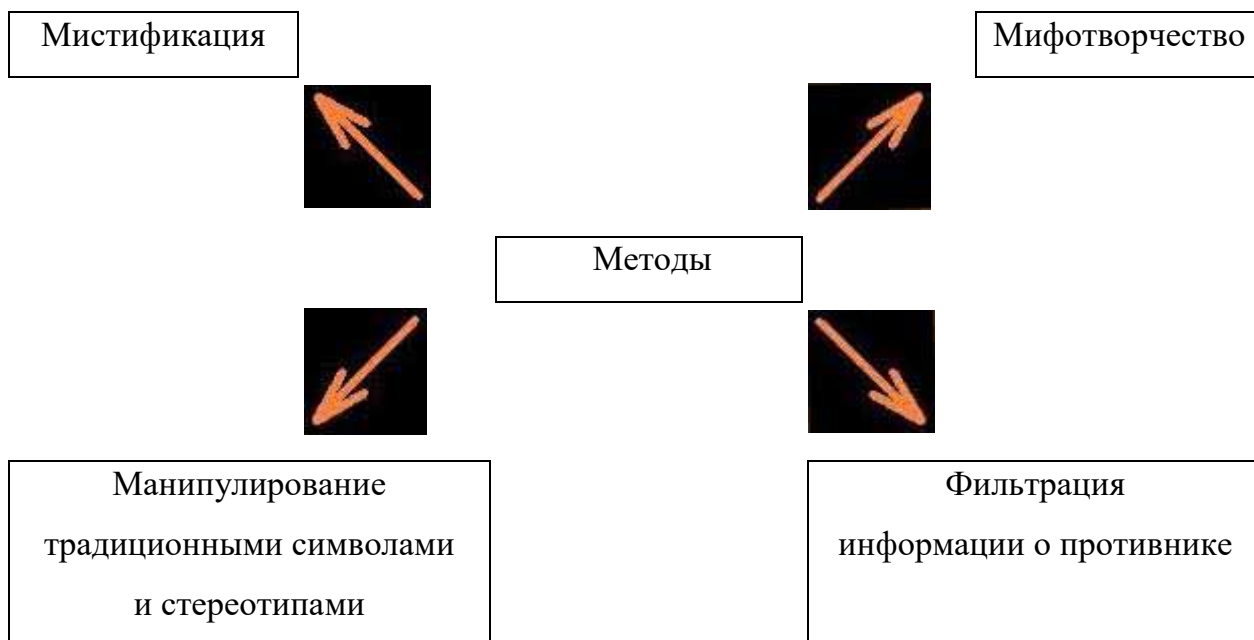 Мистификация
Мифотворчество
Методы
Манипулирование
традиционными символами
и стереотипами
Фильтрация
информации о противнике